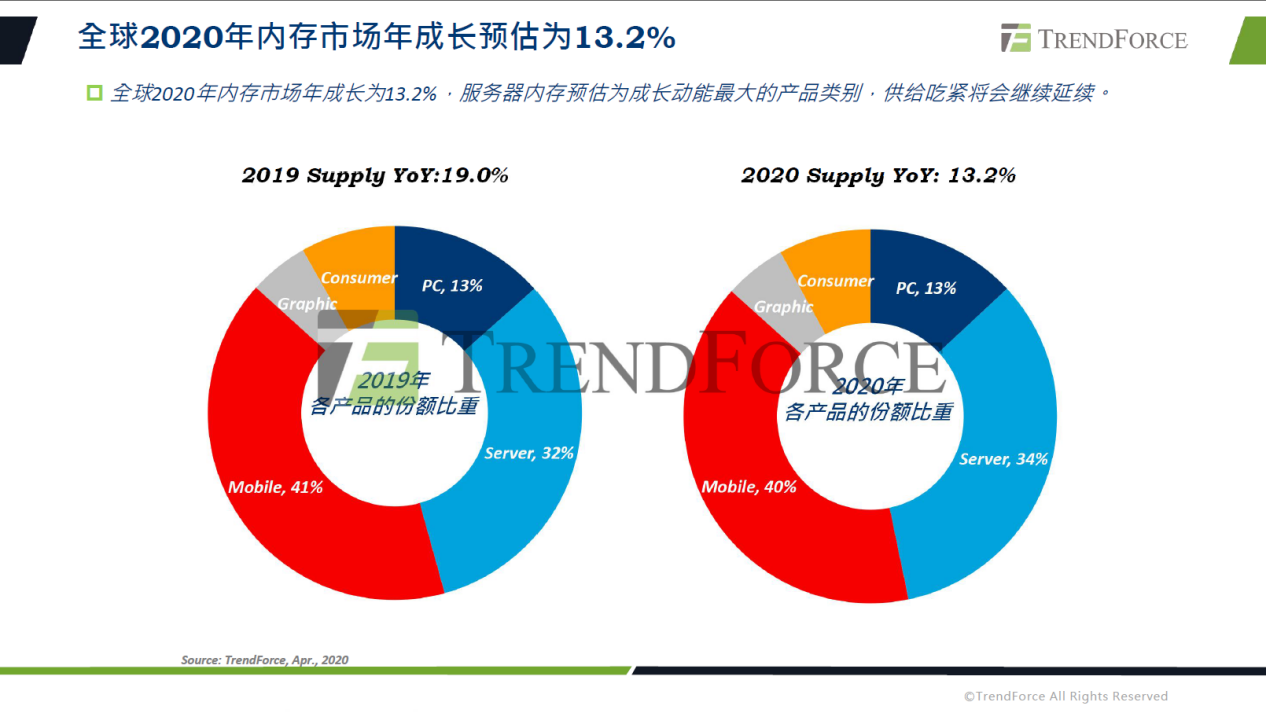 全球2020年内存市场年成长预估为13.2%
TRENDFORCE
全球2020年内存市场年成长为13.2%，服务器内存预估为成长动能最大的产品类别，供给吃紧将会继续延续。
2019 Supply YoY:19.0%
2020 Supply YoY: 13.2%
Consumer
PC, 13%
Graphic
2019年
各产品的份额比重
Server, 32%
Mobile, 41%
Consumer
PC, 13%
Graphic
2020年
各产品的份额比重
Server, 34%
Mobile, 40%
TRENDFORCE
Source: TrendForce, Apr., 2020
©TrendForce All Rights Reserved